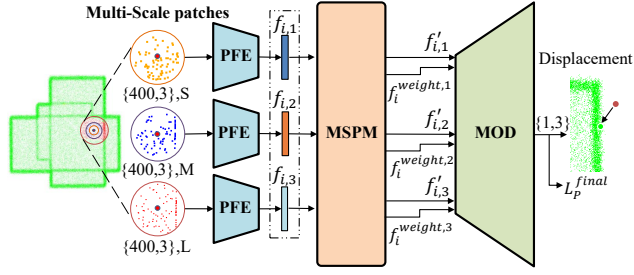 Multi-Scale patches
{400,3},S
{400,3},M
{400,3},L
PFE
PFE
PFE
f_{i,1}
f_{i,2}
f_{i,3}
MSPM
f'_{i,1}
f_i^{weight,1}
f'_{i,2}
f_i^{weight,2}
f'_{i,3}
f_i^{weight,3}
MOD
Displacement
{1,3}
L_P^{final}